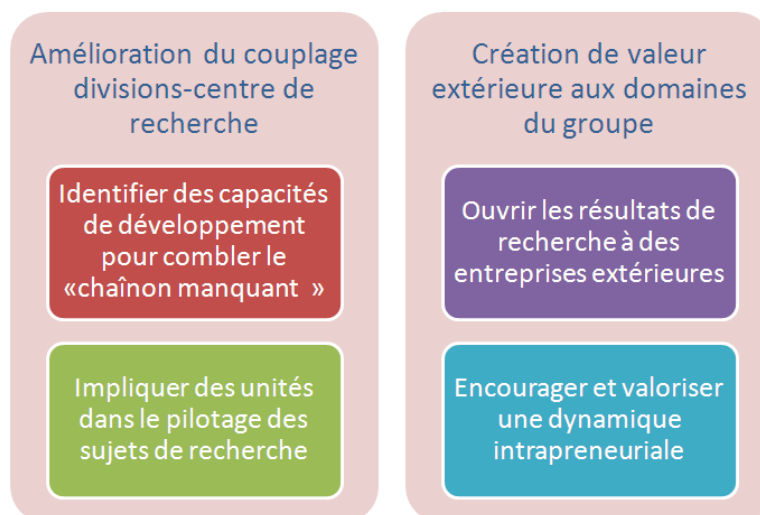 Amélioration du couplage
divisions-centre de
recherche
Identifier des capacités
de développement
pour combler le
«chaînon manquant »
Impliquer des unités
dans le pilotage des
sujets de recherche
Création de valeur
extérieure aux domaines
du groupe
Ouvrir les résultats de
recherche à des
entreprises extérieures
Encourager et valoriser
une dynamique
intrapreneuriale